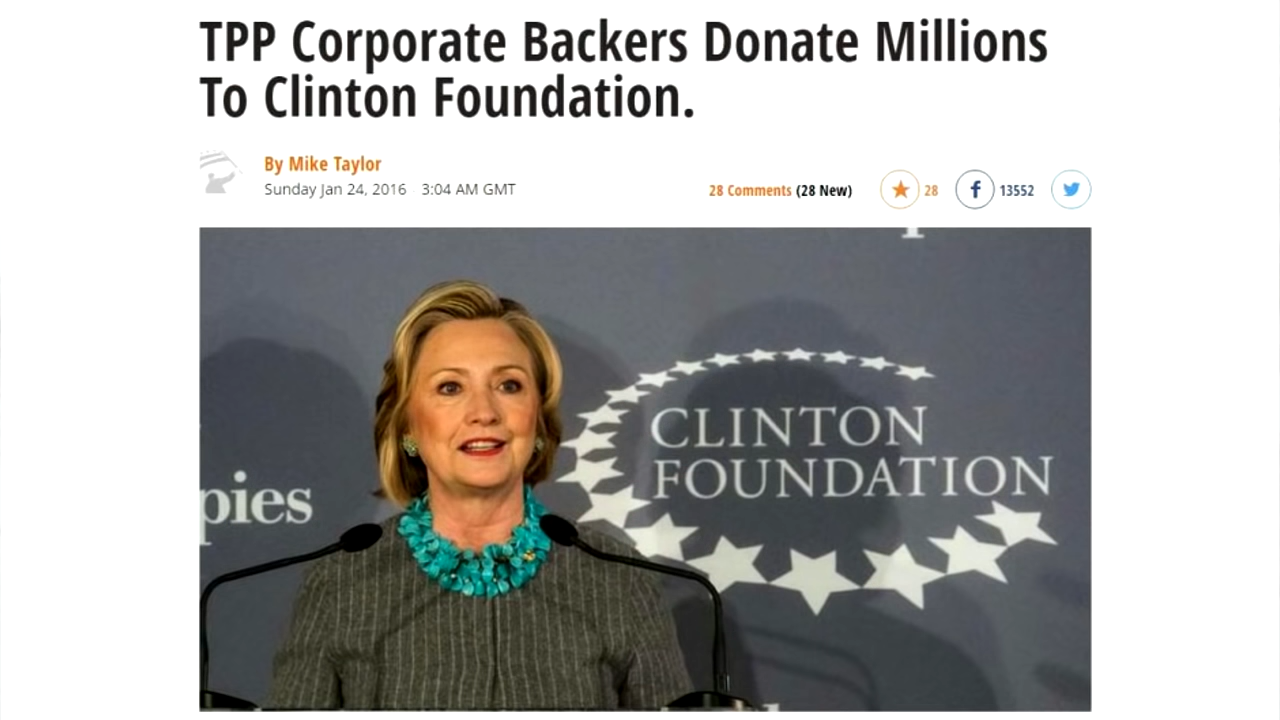 TPP Corporate Backers Donate Millions
To Clinton Foundation.
By Mike Taylor
Sunday Jan 24, 2016 · 3:04 AM GMT
28 Comments (28 New)
28
13552
pies
CLINTON
FOUNDATION